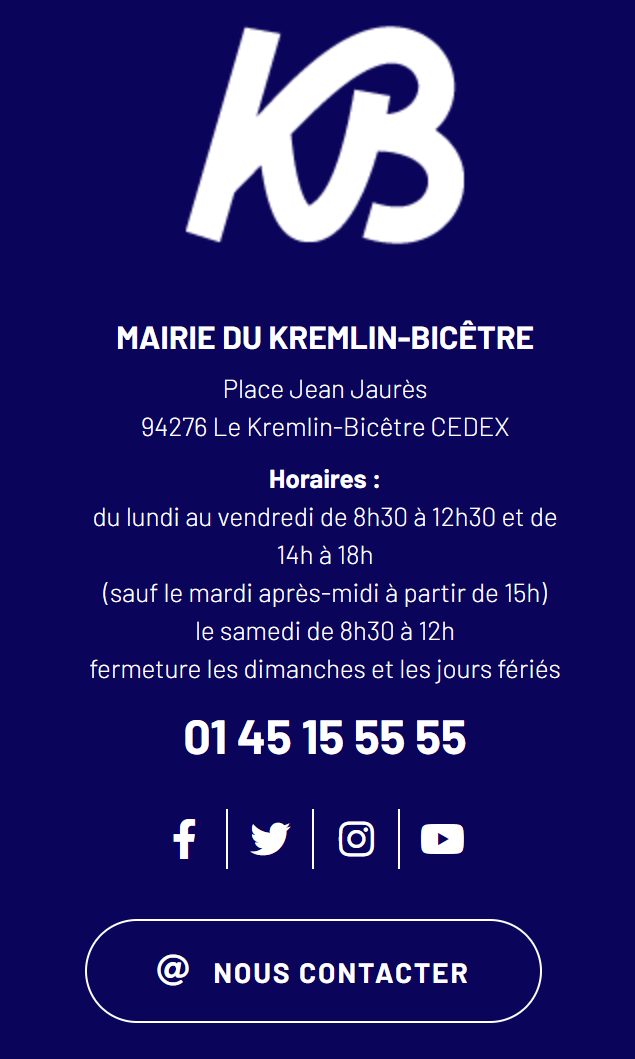 KB
MAIRIE DU KREMLIN-BICÊTRE
Place Jean Jaurès
94276 Le Kremlin-Bicêtre CEDEX
Horaires :
du lundi au vendredi de 8h30 à 12h30 et de
14h à 18h
(sauf le mardi après-midi à partir de 15h)
le samedi de 8h30 à 12h
fermeture les dimanches et les jours fériés
01 45 15 55 55
@ NOUS CONTACTER